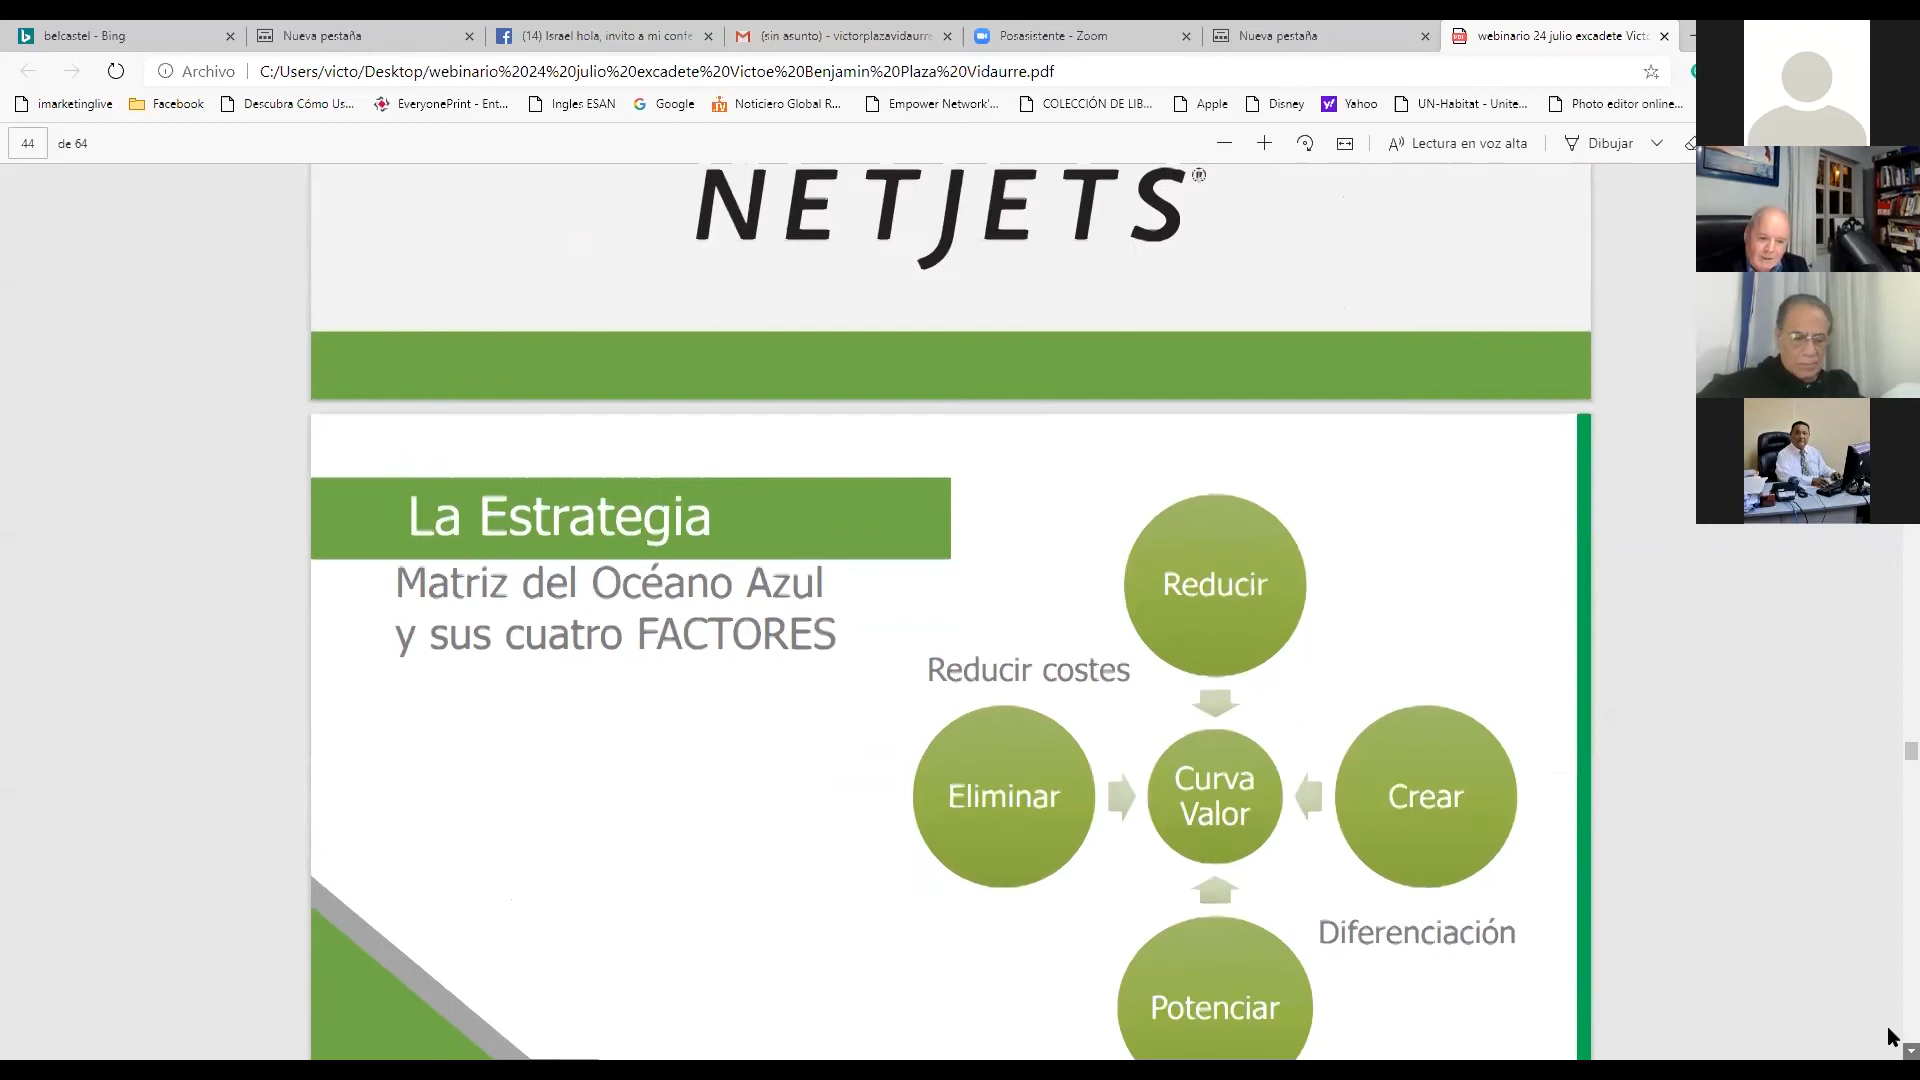 belcastel - Bing
Nueva pestaña
(14) Israel hola, invito a mi confe
(sin asunto) - victorplazavidaurre
Posasistente - Zoom
Nueva pestaña
webinario 24 julio excadete Victo
Archivo
C:/Users/victo/Desktop/webinario%2024%20julio%20excadete%20Victoe%20Benjamin%20Plaza%20Vidaurre.pdf
imarketinglive
Facebook
Descubra Cómo Us...
EveryonePrint - Ent...
Ingles ESAN
Google
Noticiero Global R...
Empower Network'...
COLECCIÓN DE LIB...
Apple
Disney
Yahoo
UN-Habitat - Unite...
Photo editor online...
44 de 64
Lectura en voz alta
Dibujar
NETJETS®
La Estrategia
Matriz del Océano Azul
y sus cuatro FACTORES
Reducir
Reducir costes
Eliminar
Curva
Valor
Crear
Diferenciación
Potenciar